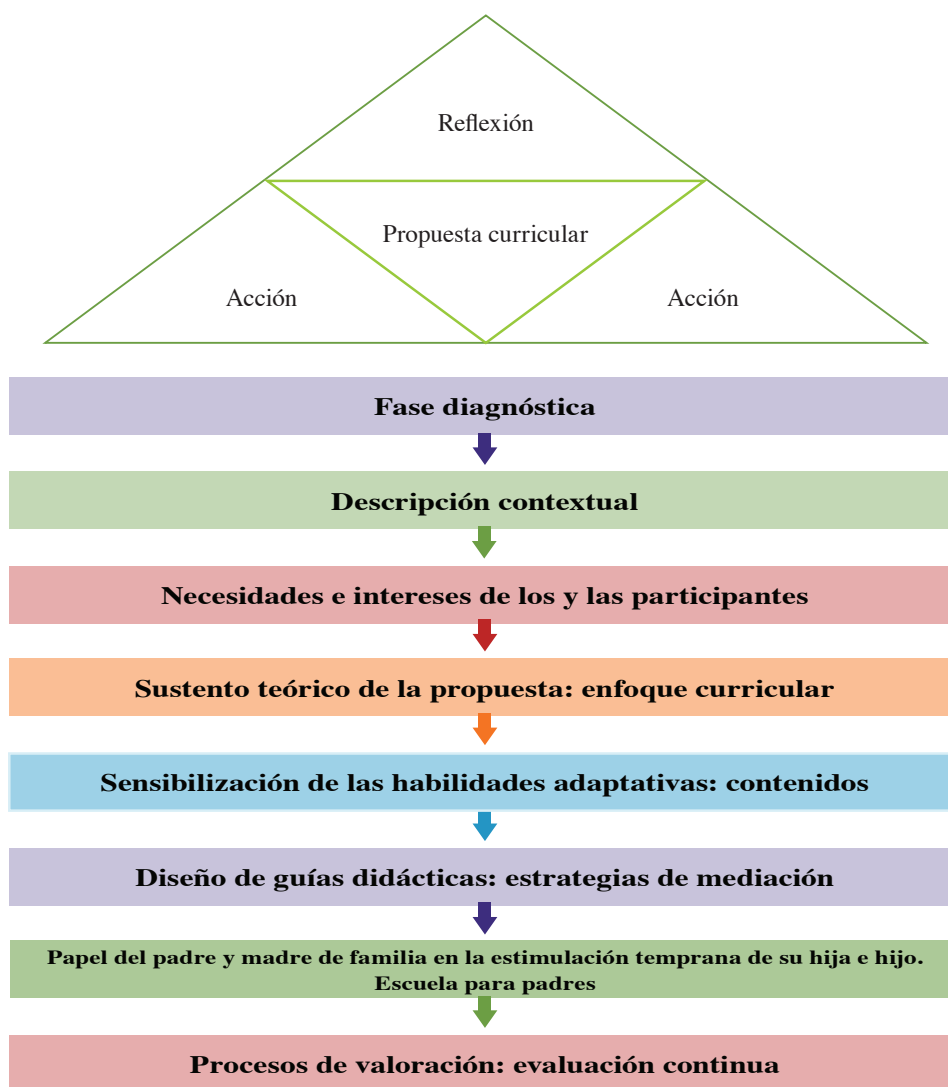 Reflexión
Propuesta curricular
Acción
Acción
Fase diagnóstica
Descripción contextual
Necesidades e intereses de los y las participantes
Sustento teórico de la propuesta: enfoque curricular
Sensibilización de las habilidades adaptativas: contenidos
Diseño de guías didácticas: estrategias de mediación
Papel del padre y madre de familia en la estimulación temprana de su hija e hijo.
Escuela para padres
Procesos de valoración: evaluación continua